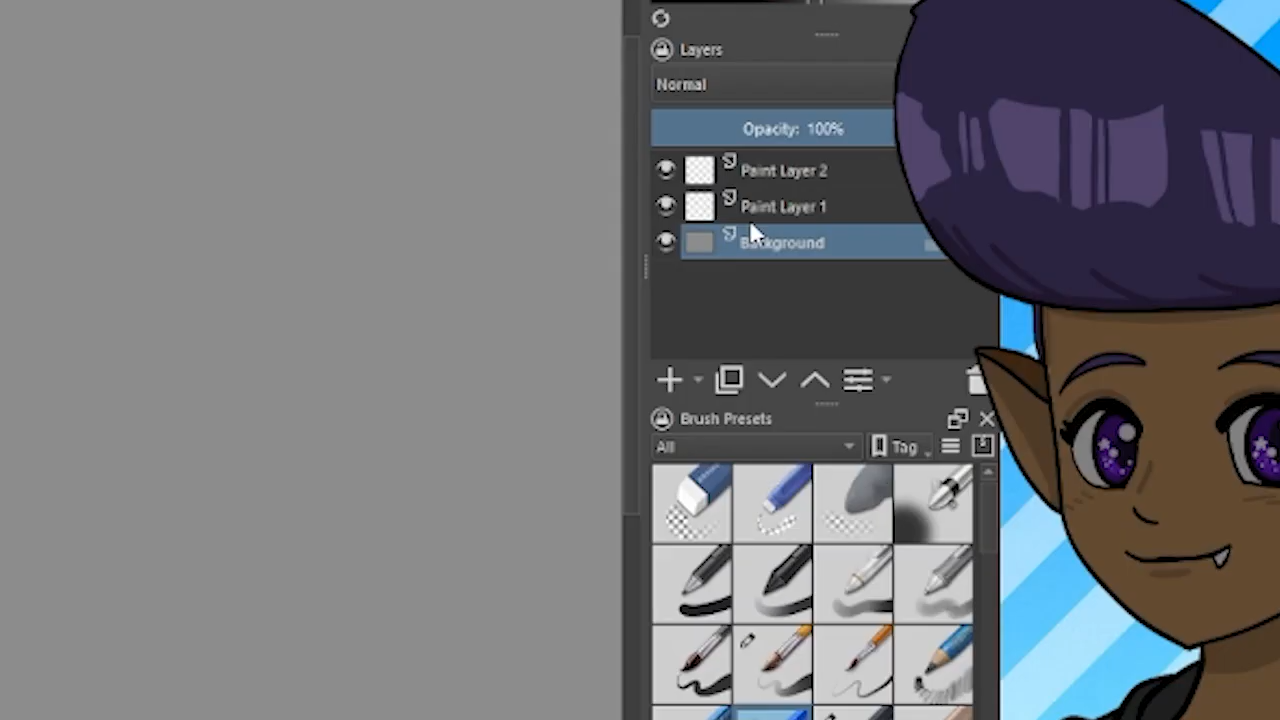 Layers
Normal
Opacity: 100%
Paint Layer 2
Paint Layer 1
Background
Brush Presets
All
Tag